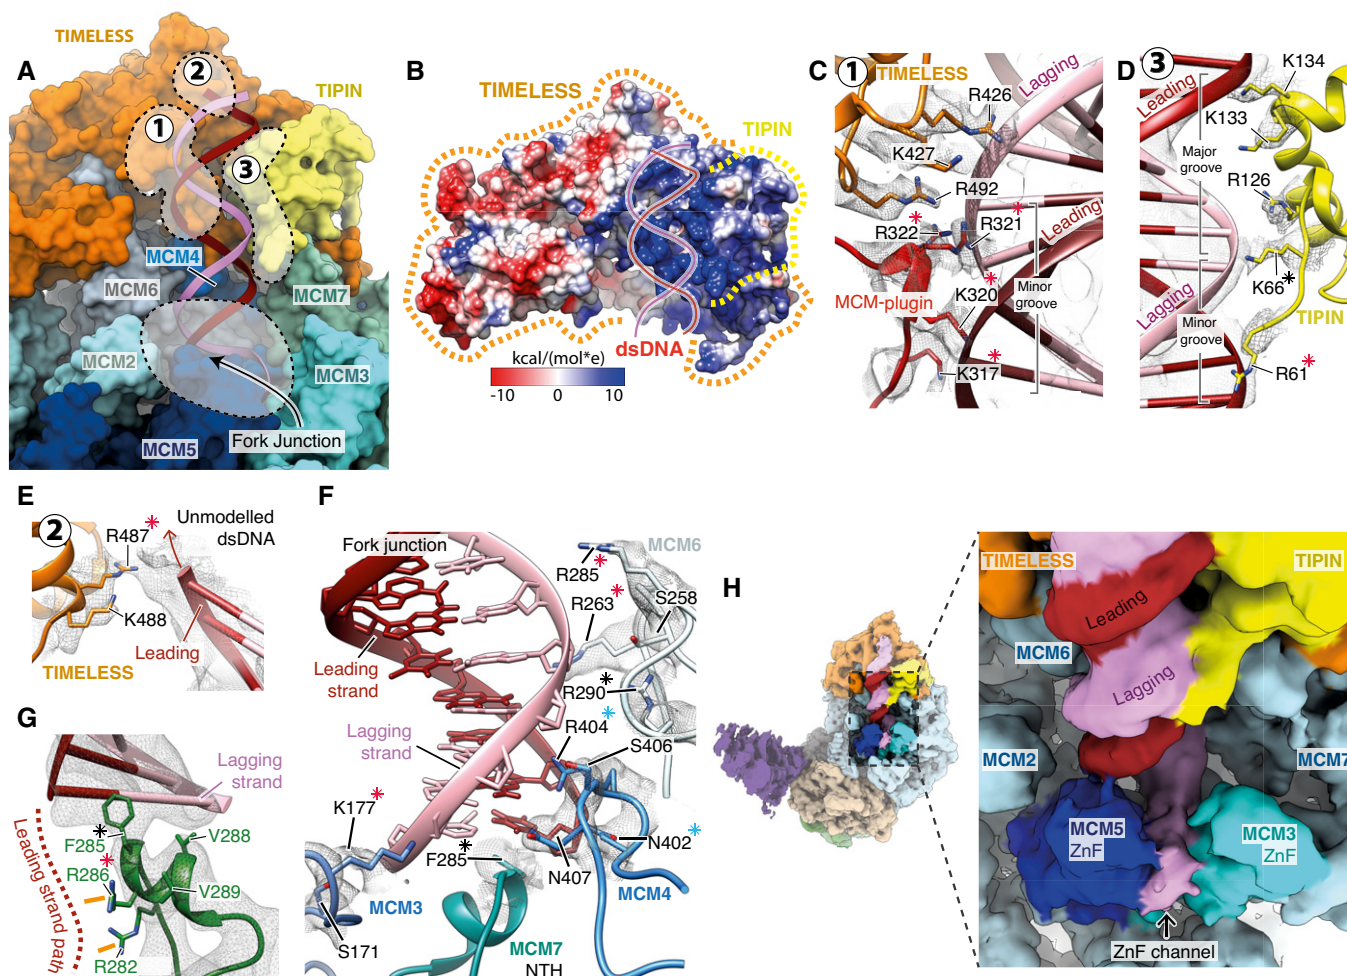 A
TIMELESS
2
1
3
TIPIN
MCM4
MCM6
MCM7
MCM2
MCM3
MCM5
Fork Junction
B
TIMELESS
TIPIN
dsDNA
kcal/(mol*e)
-10 0 10
C
1
TIMELESS
Lagging
R426
K427
R492
R322
R321
Leading
MCM-plugin
K320
Minor
groove
K317
D
3
Leading
K134
K133
Major
groove
R126
Lagging
K66
Minor
groove
TIPIN
R61
E
2
R487
Unmodelled
dsDNA
K488
Leading
TIMELESS
F
Fork junction
MCM6
R285
R263
S258
Leading
strand
R290
R404
Lagging
strand
S406
K177
F285
N402
N407
MCM3
MCM4
S171
MCM7
NTH
G
Lagging
strand
F285
V288
R286
V289
Leading strand path
R282
H
TIMELESS
TIPIN
Leading
MCM6
Lagging
MCM2
MCM7
MCM5
ZnF
MCM3
ZnF
ZnF channel